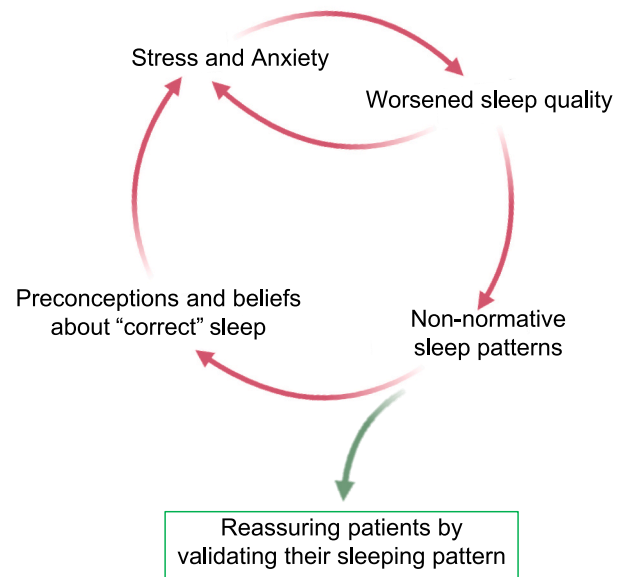 Stress and Anxiety
Worsened sleep quality
Preconceptions and beliefs
about “correct” sleep
Non-normative
sleep patterns
Reassuring patients by
validating their sleeping pattern